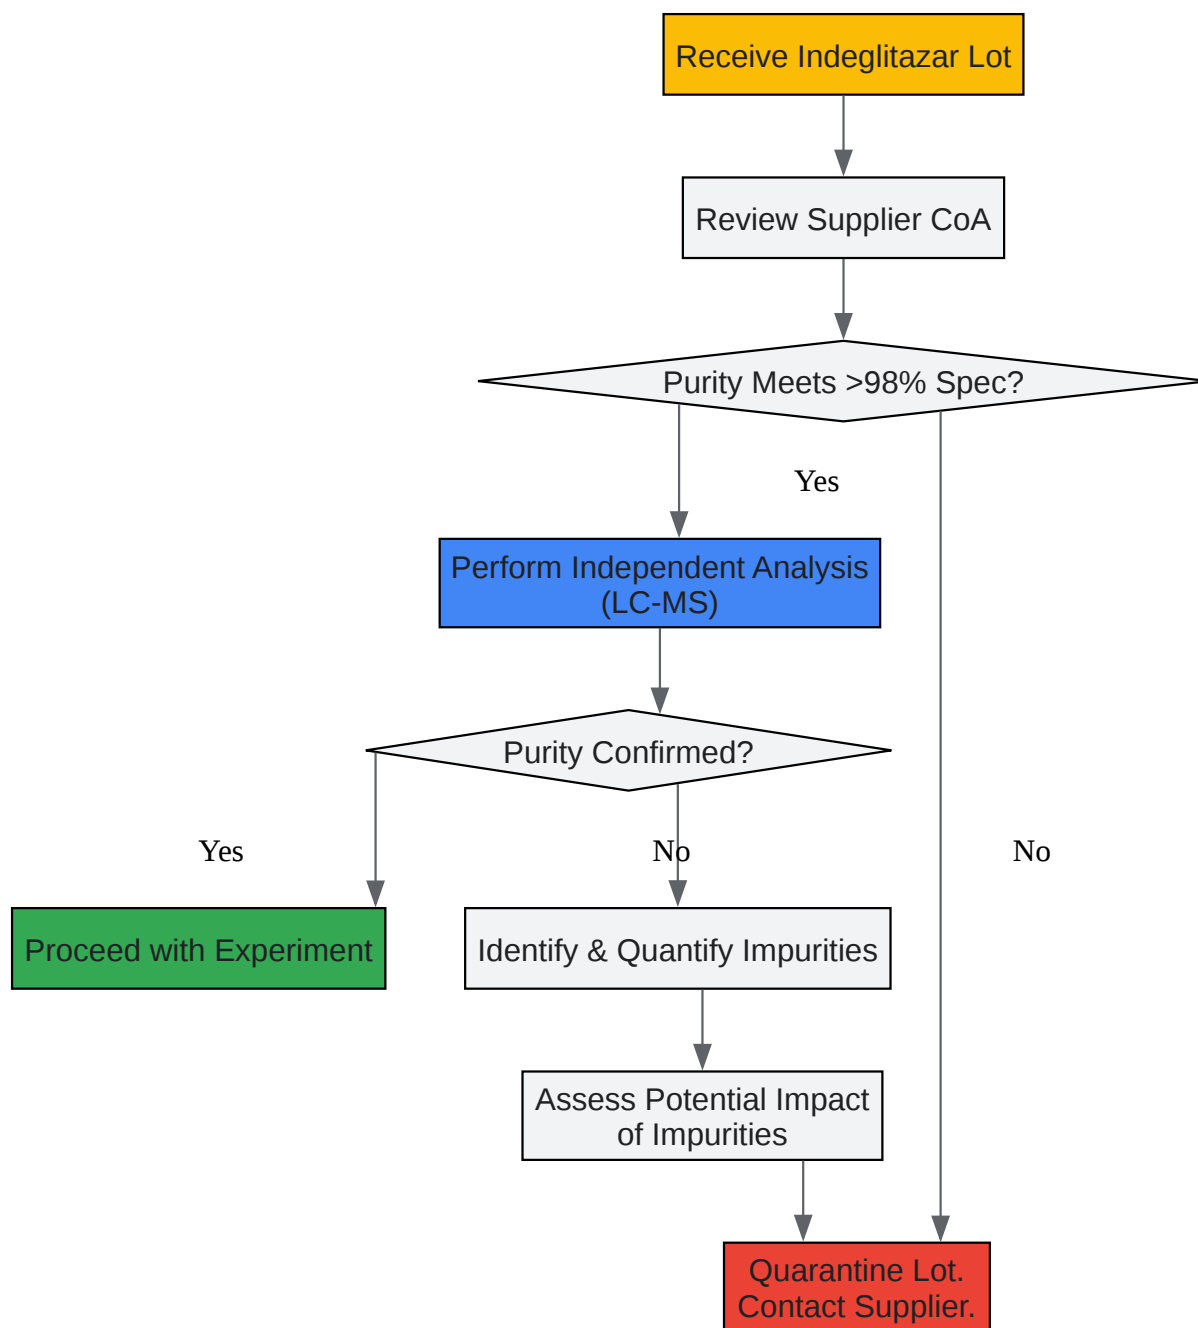 Receive Indeglitazar Lot
Review Supplier CoA
Purity Meets >98% Spec?
Yes
Perform Independent Analysis
(LC-MS)
Purity Confirmed?
Yes
No
No
Proceed with Experiment
Identify & Quantify Impurities
Assess Potential Impact
of Impurities
Quarantine Lot.
Contact Supplier.